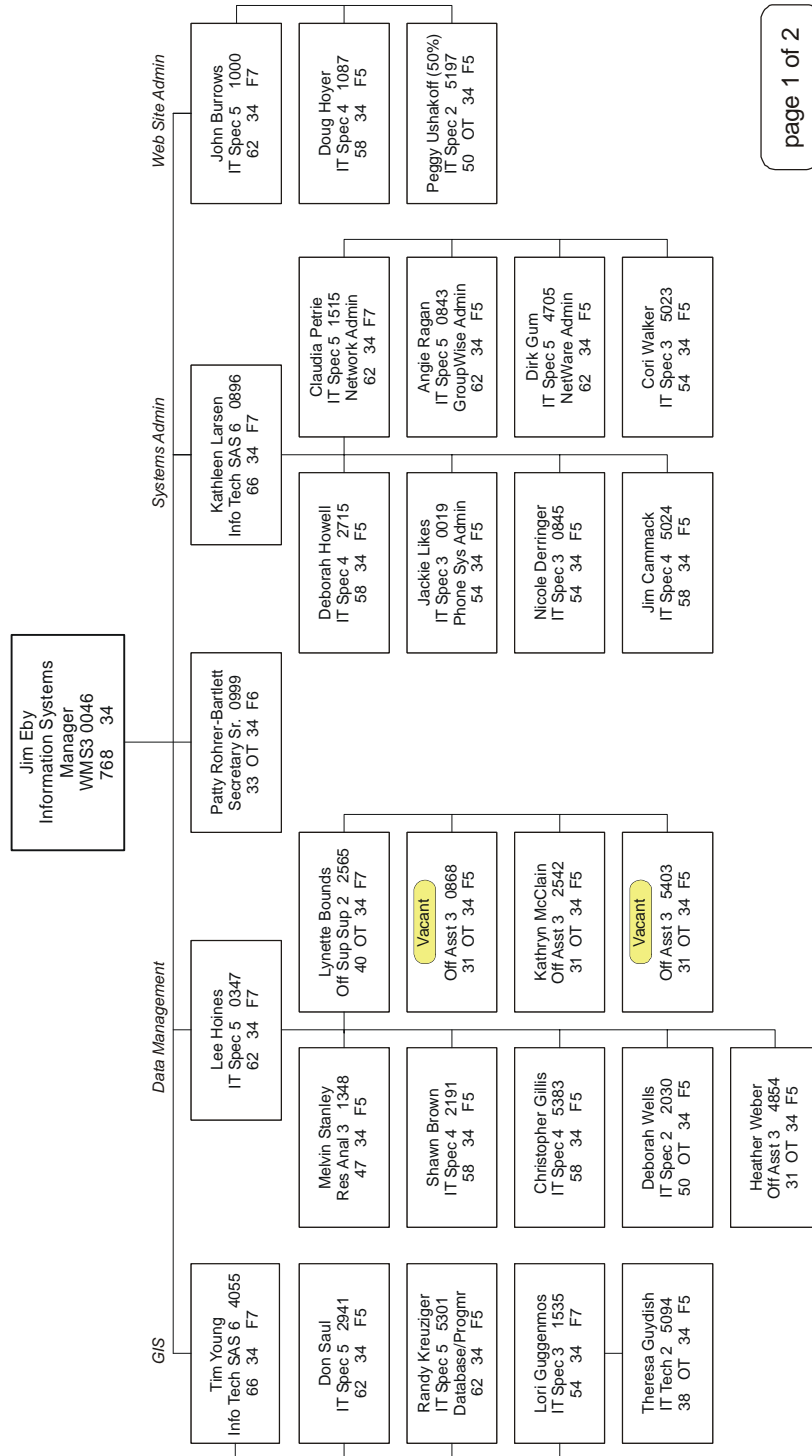 Jim Eby
Information Systems
Manager
WMS3 0046
768 34
GIS
Data Management
Systems Admin
Web Site Admin
Tim Young
Info Tech SAS 6 4055
66 34 F7
Don Saul
IT Spec 5 2941
62 34 F5
Randy Kreuziger
IT Spec 5 5301
Database/Progmr
62 34 F5
Lori Guggenmos
IT Spec 3 1535
54 34 F7
Theresa Guydish
IT Tech 2 5094
38 OT 34 F5
Lee Hoines
IT Spec 5 0347
62 34 F7
Melvin Stanley
Res Anal 3 1348
47 34 F5
Shawn Brown
IT Spec 4 2191
58 34 F5
Christopher Gillis
IT Spec 4 5383
58 34 F5
Deborah Wells
IT Spec 2 2030
50 OT 34 F5
Heather Weber
Off Asst 3 4854
31 OT 34 F5
Lynette Bounds
Off Sup Sup 2 2565
40 OT 34 F7
Vacant
Off Asst 3 0868
31 OT 34 F5
Kathryn McClain
Off Asst 3 2542
31 OT 34 F5
Vacant
Off Asst 3 5403
31 OT 34 F5
Patty Rohrer-Bartlett
Secretary Sr. 0999
33 OT 34 F6
Kathleen Larsen
Info Tech SAS 6 0896
66 34 F7
Deborah Howell
IT Spec 4 2715
58 34 F5
Jackie Likes
IT Spec 3 0019
Phone Sys Admin
54 34 F5
Nicole Derringer
IT Spec 3 0845
54 34 F5
Jim Cammack
IT Spec 4 5024
58 34 F5
Claudia Petrie
IT Spec 5 1515
Network Admin
62 34 F7
Angie Ragan
IT Spec 5 0843
GroupWise Admin
62 34 F5
Dirk Gum
IT Spec 5 4705
NetWare Admin
62 34 F5
Cori Walker
IT Spec 3 5023
54 34 F5
John Burrows
IT Spec 5 1000
62 34 F7
Doug Hoyer
IT Spec 4 1087
58 34 F5
Peggy Ushakoff (50%)
IT Spec 2 5197
50 OT 34 F5
page 1 of 2